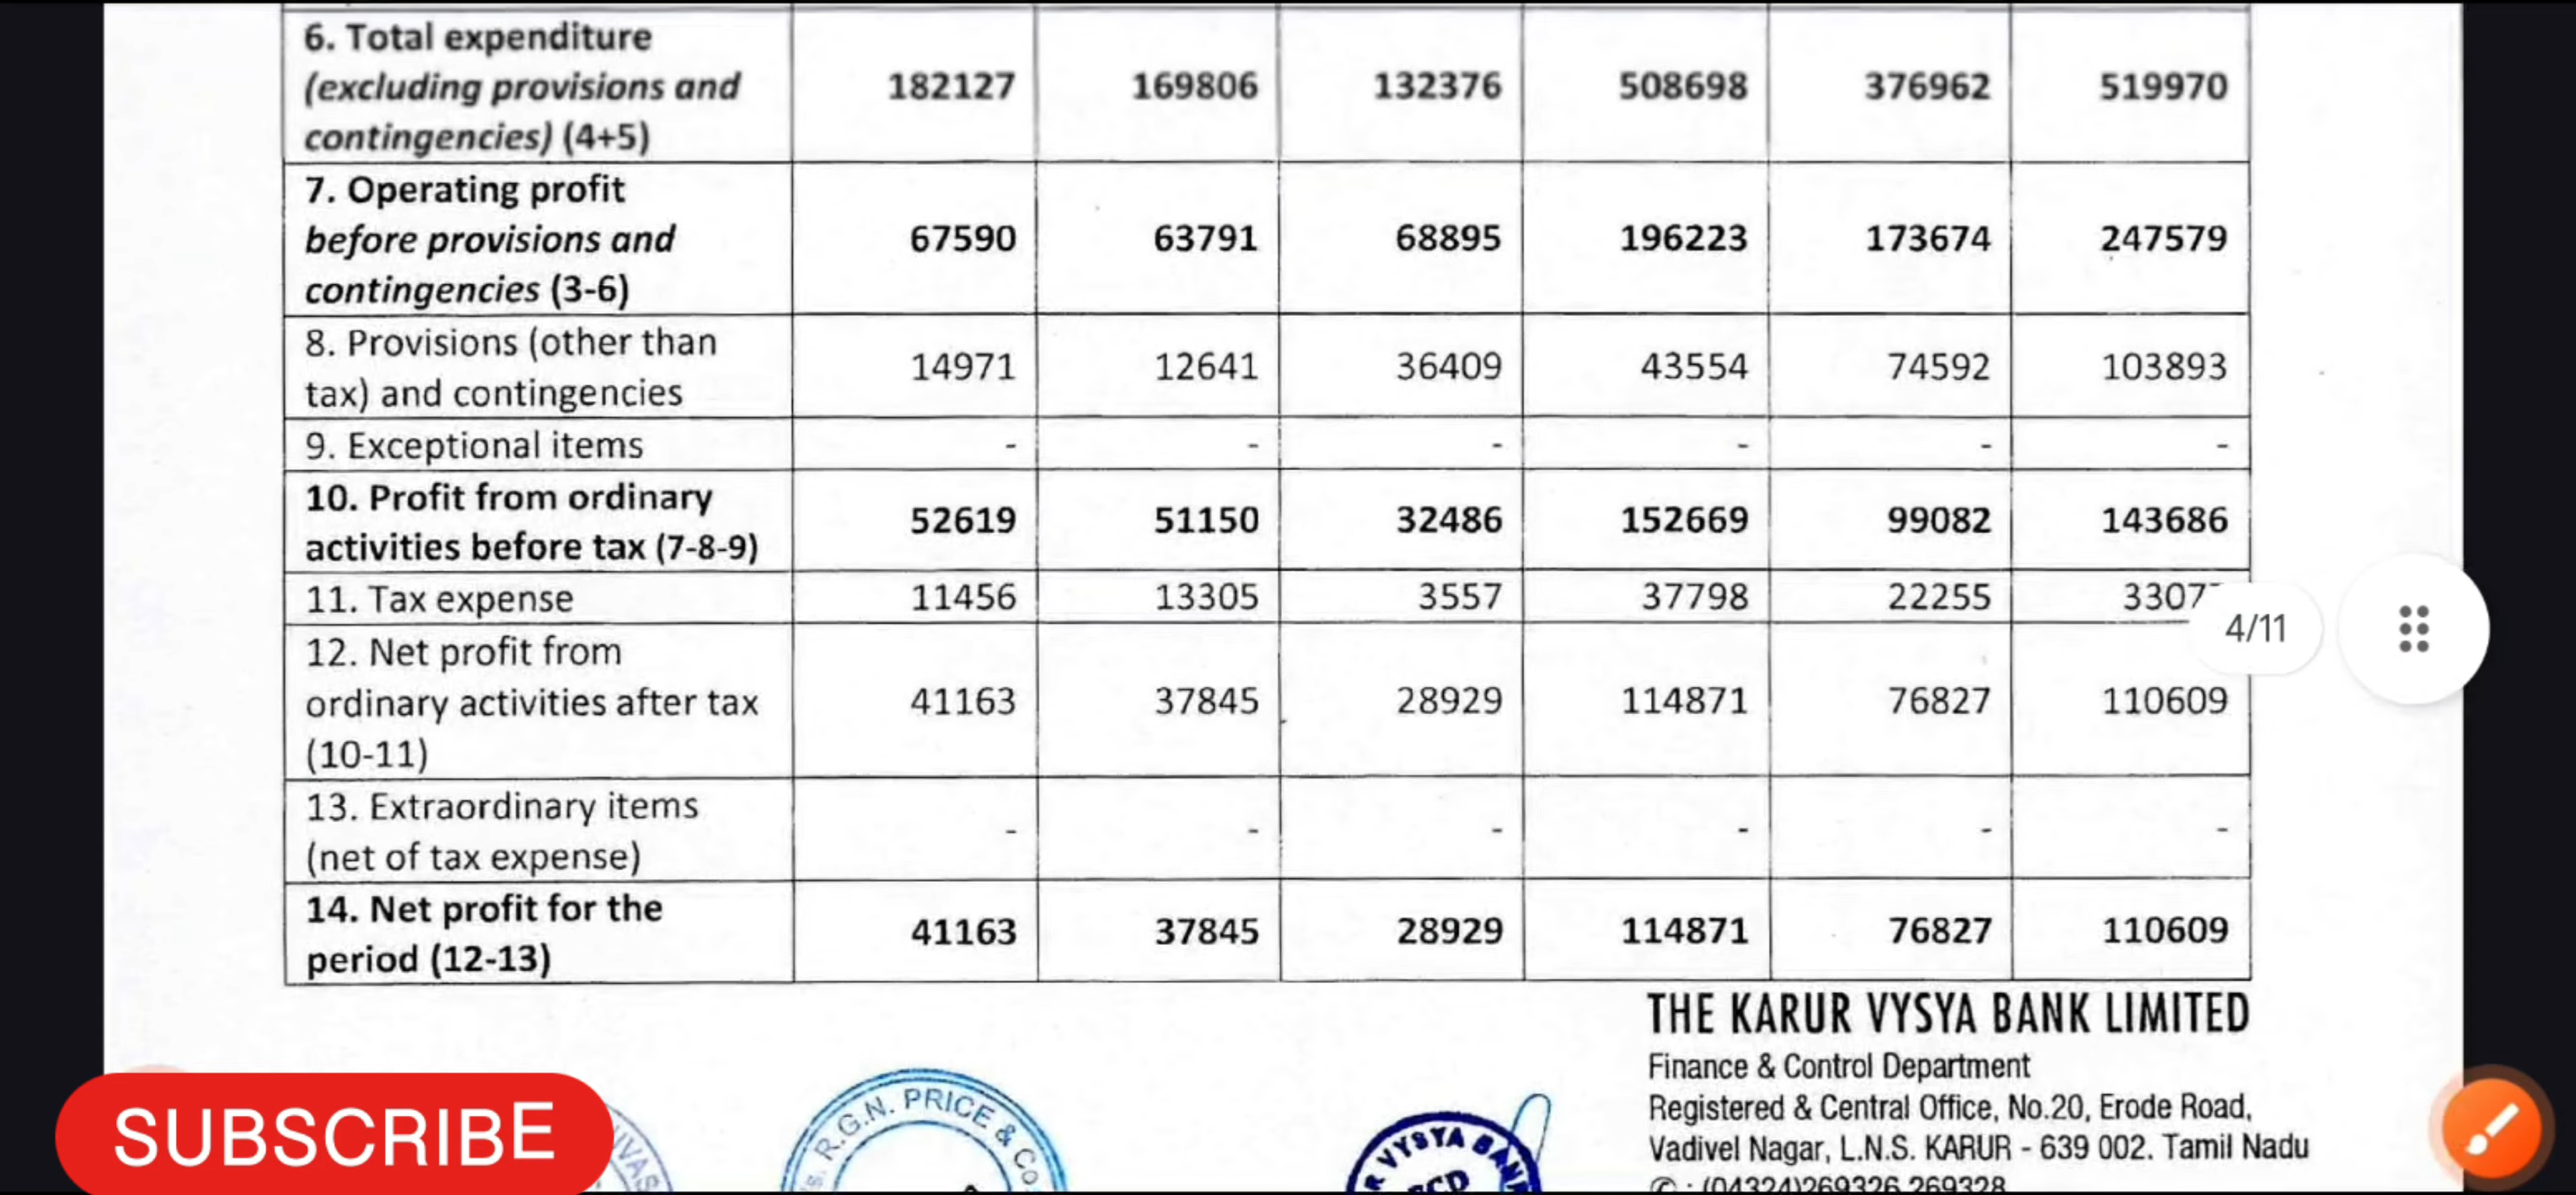 6. Total expenditure
(excluding provisions and 182127 169806 132376 508698 376962 519970
contingencies) (4+5)
7. Operating profit
before provisions and 67590 63791 68895 196223 173674 247579
contingencies (3-6)
8. Provisions (other than 14971 12641 36409 43554 74592 103893
tax) and contingencies
9. Exceptional items - - - - - -
10. Profit from ordinary 52619 51150 32486 152669 99082 143686
activities before tax (7-8-9)
11. Tax expense 11456 13305 3557 37798 22255
4/11
12. Net profit from
ordinary activities after tax 41163 37845 28929 114871 76827 110609
(10-11)
13. Extraordinary items - - - - - -
(net of tax expense)
14. Net profit for the 41163 37845 28929 114871 76827 110609
period (12-13)
THE KARUR VYSYA BANK LIMITED
Finance & Control Department
Registered & Central Office, No.20, Erode Road,
Vadivel Nagar, L.N.S. KARUR - 639 002. Tamil Nadu
✆ : (04324)269326 269328
SUBSCRIBE
R.G.N. PRICE & CO
VYSYA BANK